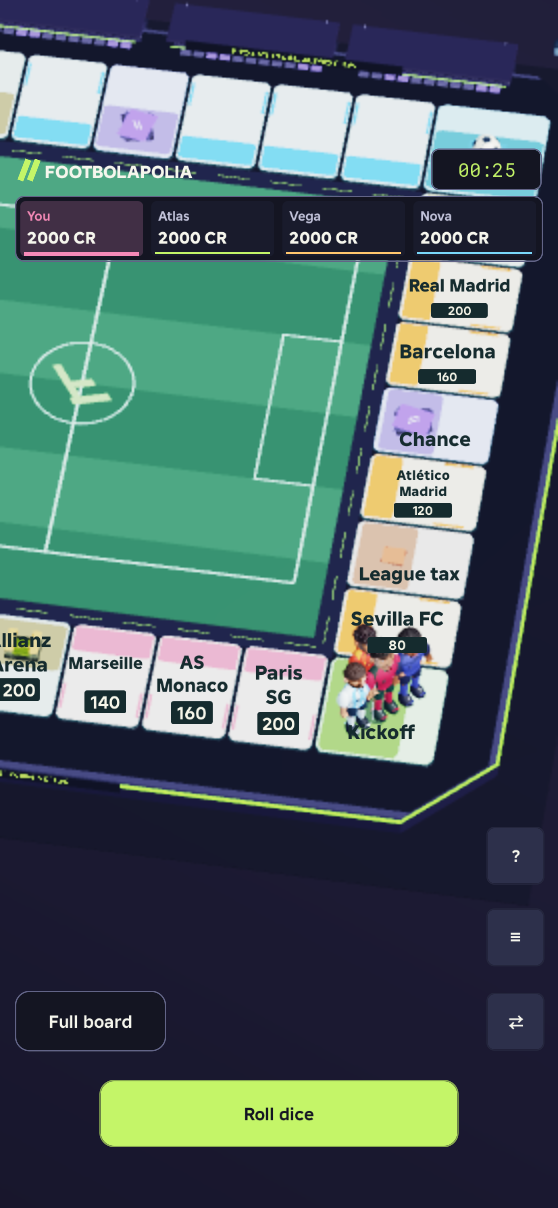 FOOTBOLAPOLIA
00:25
You
Atlas
Vega
Nova
2000 CR
2000 CR
2000 CR
2000 CR
Real Madrid
200
Barcelona
160
Chance
Atlético
Madrid
120
League tax
Sevilla FC
80
Kickoff
Allianz
Arena
200
Marseille
140
AS
Monaco
160
Paris
SG
200
?
Full board
Roll dice